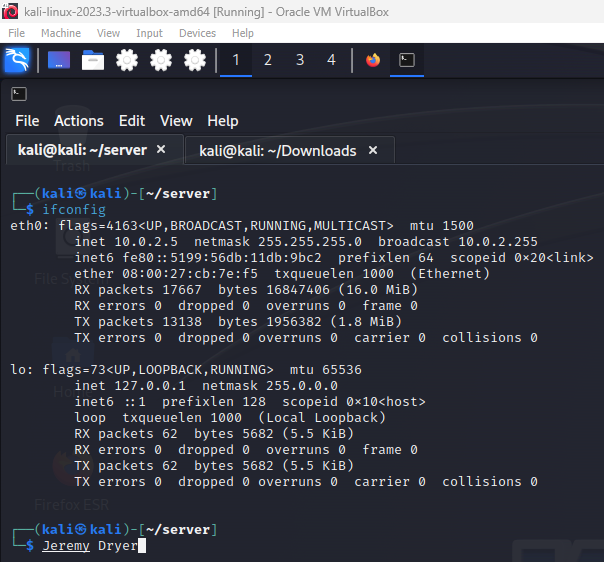 kali-linux-2023.3-virtualbox-amd64 [Running] - Oracle VM VirtualBox
File Machine View Input Devices Help
1 2 3 4
File Actions Edit View Help
kali@kali: ~/server × kali@kali: ~/Downloads ×
Trash
┌──(kali㉿kali)-[~/server]
└─$ ifconfig
eth0: flags=4163<UP,BROADCAST,RUNNING,MULTICAST>  mtu 1500
        inet 10.0.2.5  netmask 255.255.255.0  broadcast 10.0.2.255
        inet6 fe80::5199:56db:11db:9bc2  prefixlen 64  scopeid 0×20<link>
        ether 08:00:27:cb:7e:f5  txqueuelen 1000  (Ethernet)
        RX packets 17667  bytes 16847406 (16.0 MiB)
        RX errors 0  dropped 0  overruns 0  frame 0
        TX packets 13138  bytes 1956382 (1.8 MiB)
        TX errors 0  dropped 0 overruns 0  carrier 0  collisions 0
lo: flags=73<UP,LOOPBACK,RUNNING>  mtu 65536
        inet 127.0.0.1  netmask 255.0.0.0
        inet6 ::1  prefixlen 128  scopeid 0×10<host>
        loop  txqueuelen 1000  (Local Loopback)
        RX packets 62  bytes 5682 (5.5 KiB)
        RX errors 0  dropped 0  overruns 0  frame 0
        TX packets 62  bytes 5682 (5.5 KiB)
        TX errors 0  dropped 0 overruns 0  carrier 0  collisions 0
Firefox ESR
┌──(kali㉿kali)-[~/server]
└─$ Jeremy Dryer